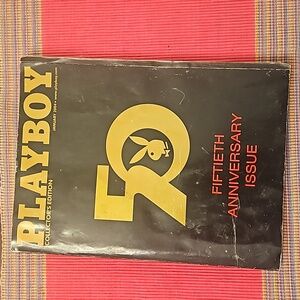 PLAYBOY
COLLECTOR'S EDITION
50
FIFTIETH
ANNIVERSARY
ISSUE